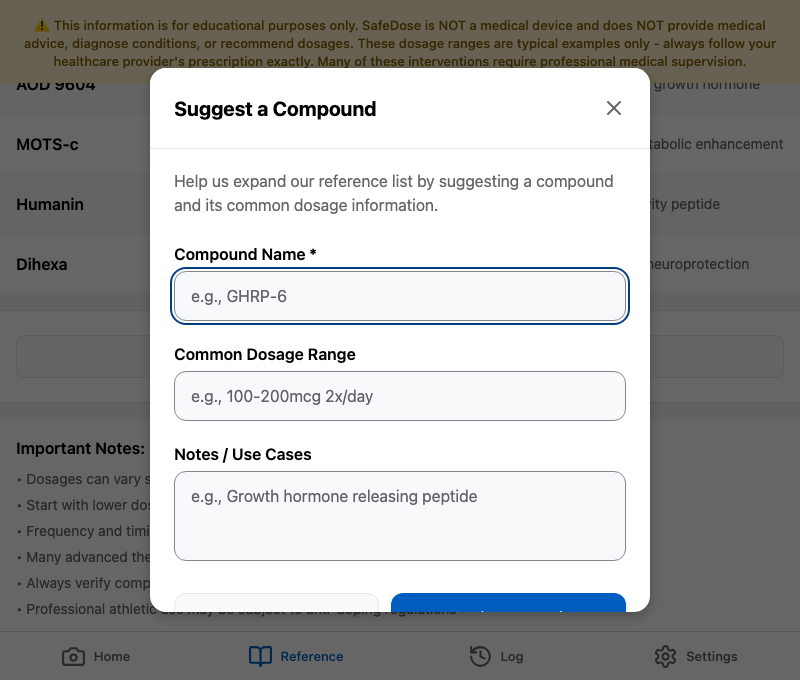 ⚠️ This information is for educational purposes only. SafeDose is NOT a medical device and does NOT provide medical
advice, diagnose conditions, or recommend dosages. These dosage ranges are typical examples only - always follow your
healthcare provider's prescription exactly. Many of these interventions require professional medical supervision.
AOD 9604
growth hormone
Suggest a Compound
MOTS-c
tabolic enhancement
Help us expand our reference list by suggesting a compound
and its common dosage information.
Humanin
ity peptide
Compound Name *
Dihexa
neuroprotection
e.g., GHRP-6
Common Dosage Range
e.g., 100-200mcg 2x/day
Important Notes:
Notes / Use Cases
• Dosages can vary s
e.g., Growth hormone releasing peptide
• Start with lower dos
• Frequency and timi
• Many advanced the
• Always verify comp
• Professional athletic use may be subject to anti-doping regulations
Home
Reference
Log
Settings